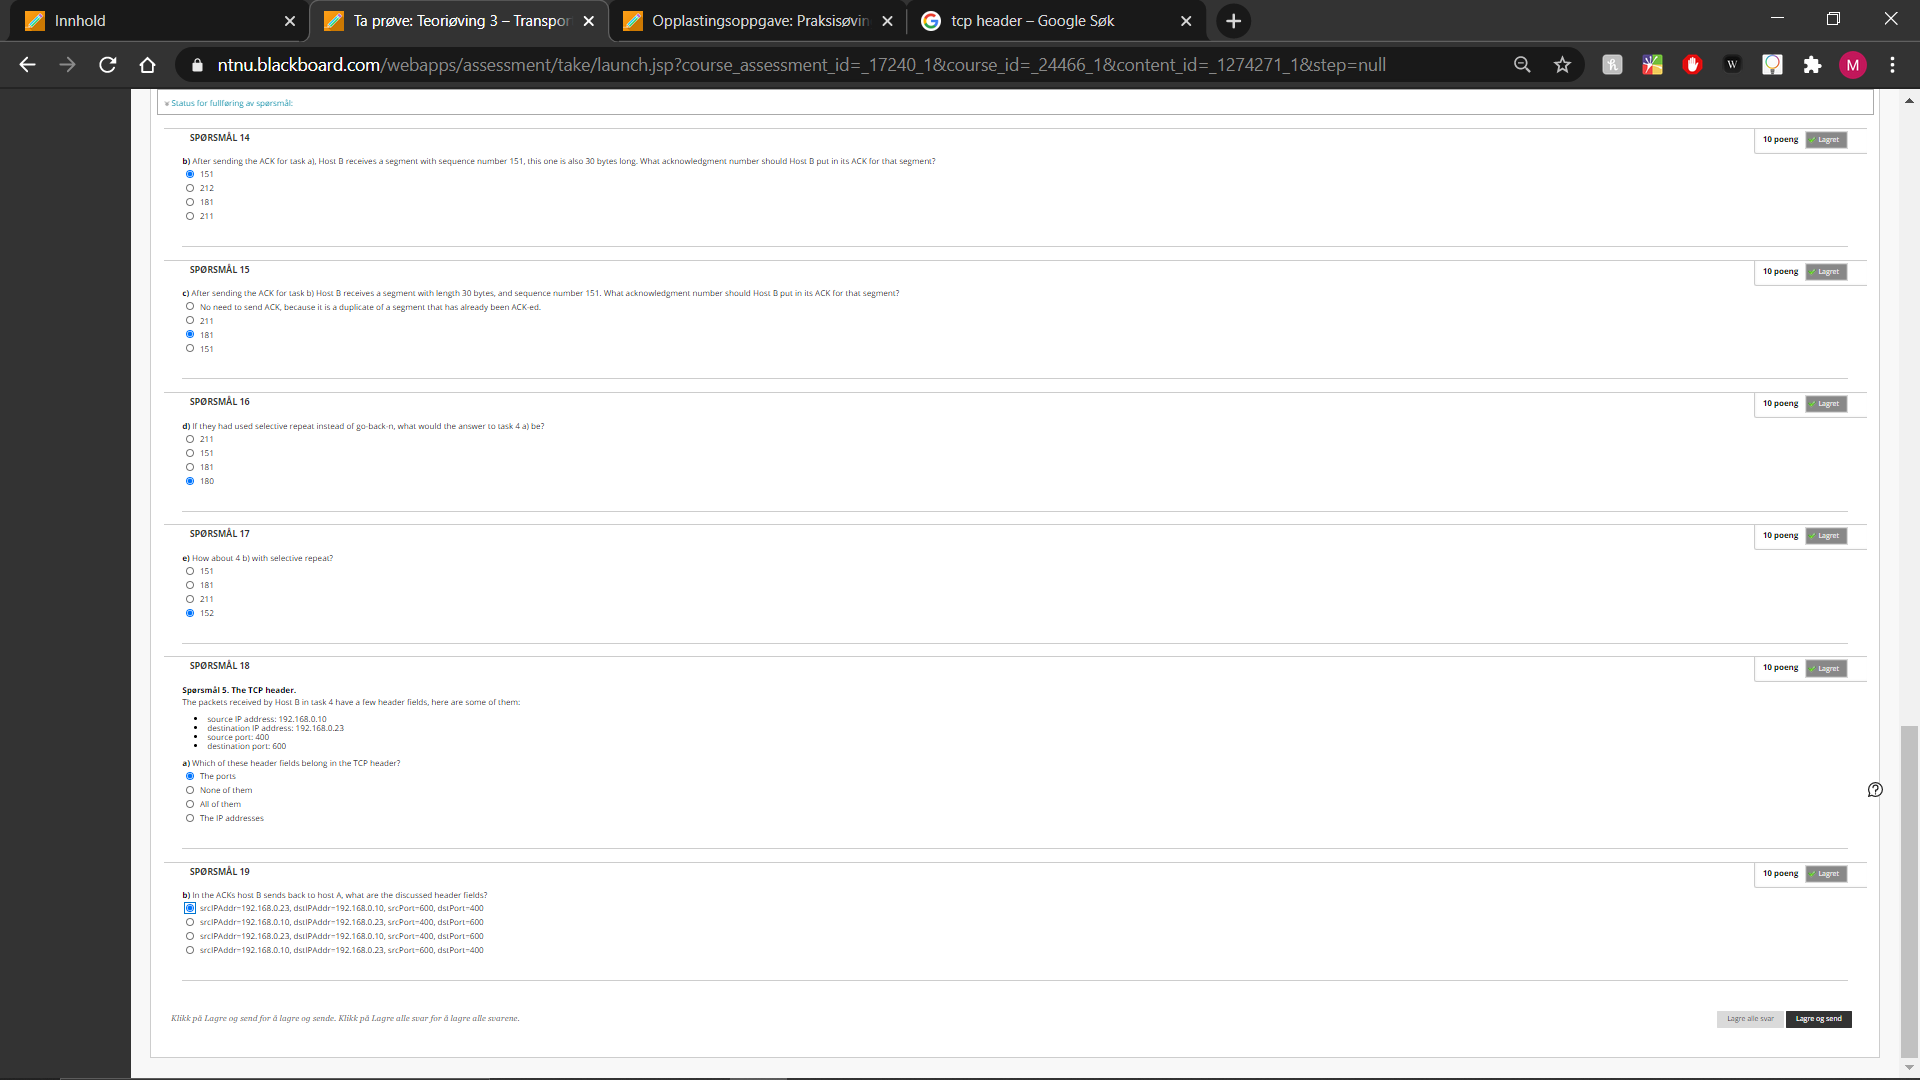 Innhold
Ta prøve: Teoriøving 3 – Transpor
Opplastingsoppgave: Praksisøvin
tcp header – Google Søk
ntnu.blackboard.com/webapps/assessment/take/launch.jsp?course_assessment_id=_17240_1&course_id=_24466_1&content_id=_1274271_1&step=null
M
Status for fullføring av spørsmål:
SPØRSMÅL 14
10 poeng
Lagret
b) After sending the ACK for task a), Host B receives a segment with sequence number 151, this one is also 30 bytes long. What acknowledgment number should Host B put in its ACK for that segment?
151
212
181
211
SPØRSMÅL 15
10 poeng
Lagret
c) After sending the ACK for task b) Host B receives a segment with length 30 bytes, and sequence number 151. What acknowledgment number should Host B put in its ACK for that segment?
No need to send ACK, because it is a duplicate of a segment that has already been ACK-ed.
211
181
151
SPØRSMÅL 16
10 poeng
Lagret
d) If they had used selective repeat instead of go-back-n, what would the answer to task 4 a) be?
211
151
181
180
SPØRSMÅL 17
10 poeng
Lagret
e) How about 4 b) with selective repeat?
151
181
211
152
SPØRSMÅL 18
10 poeng
Lagret
Spørsmål 5. The TCP header.
The packets received by Host B in task 4 have a few header fields, here are some of them:
• source IP address: 192.168.0.10
• destination IP address: 192.168.0.23
• source port: 400
• destination port: 600
a) Which of these header fields belong in the TCP header?
The ports
None of them
All of them
The IP addresses
SPØRSMÅL 19
10 poeng
Lagret
b) In the ACKs host B sends back to host A, what are the discussed header fields?
srcIPAddr=192.168.0.23, dstIPAddr=192.168.0.10, srcPort=600, dstPort=400
srcIPAddr=192.168.0.10, dstIPAddr=192.168.0.23, srcPort=400, dstPort=600
srcIPAddr=192.168.0.23, dstIPAddr=192.168.0.10, srcPort=400, dstPort=600
srcIPAddr=192.168.0.10, dstIPAddr=192.168.0.23, srcPort=600, dstPort=400
Klikk på Lagre og send for å lagre og sende. Klikk på Lagre alle svar for å lagre alle svarene.
Lagre alle svar
Lagre og send